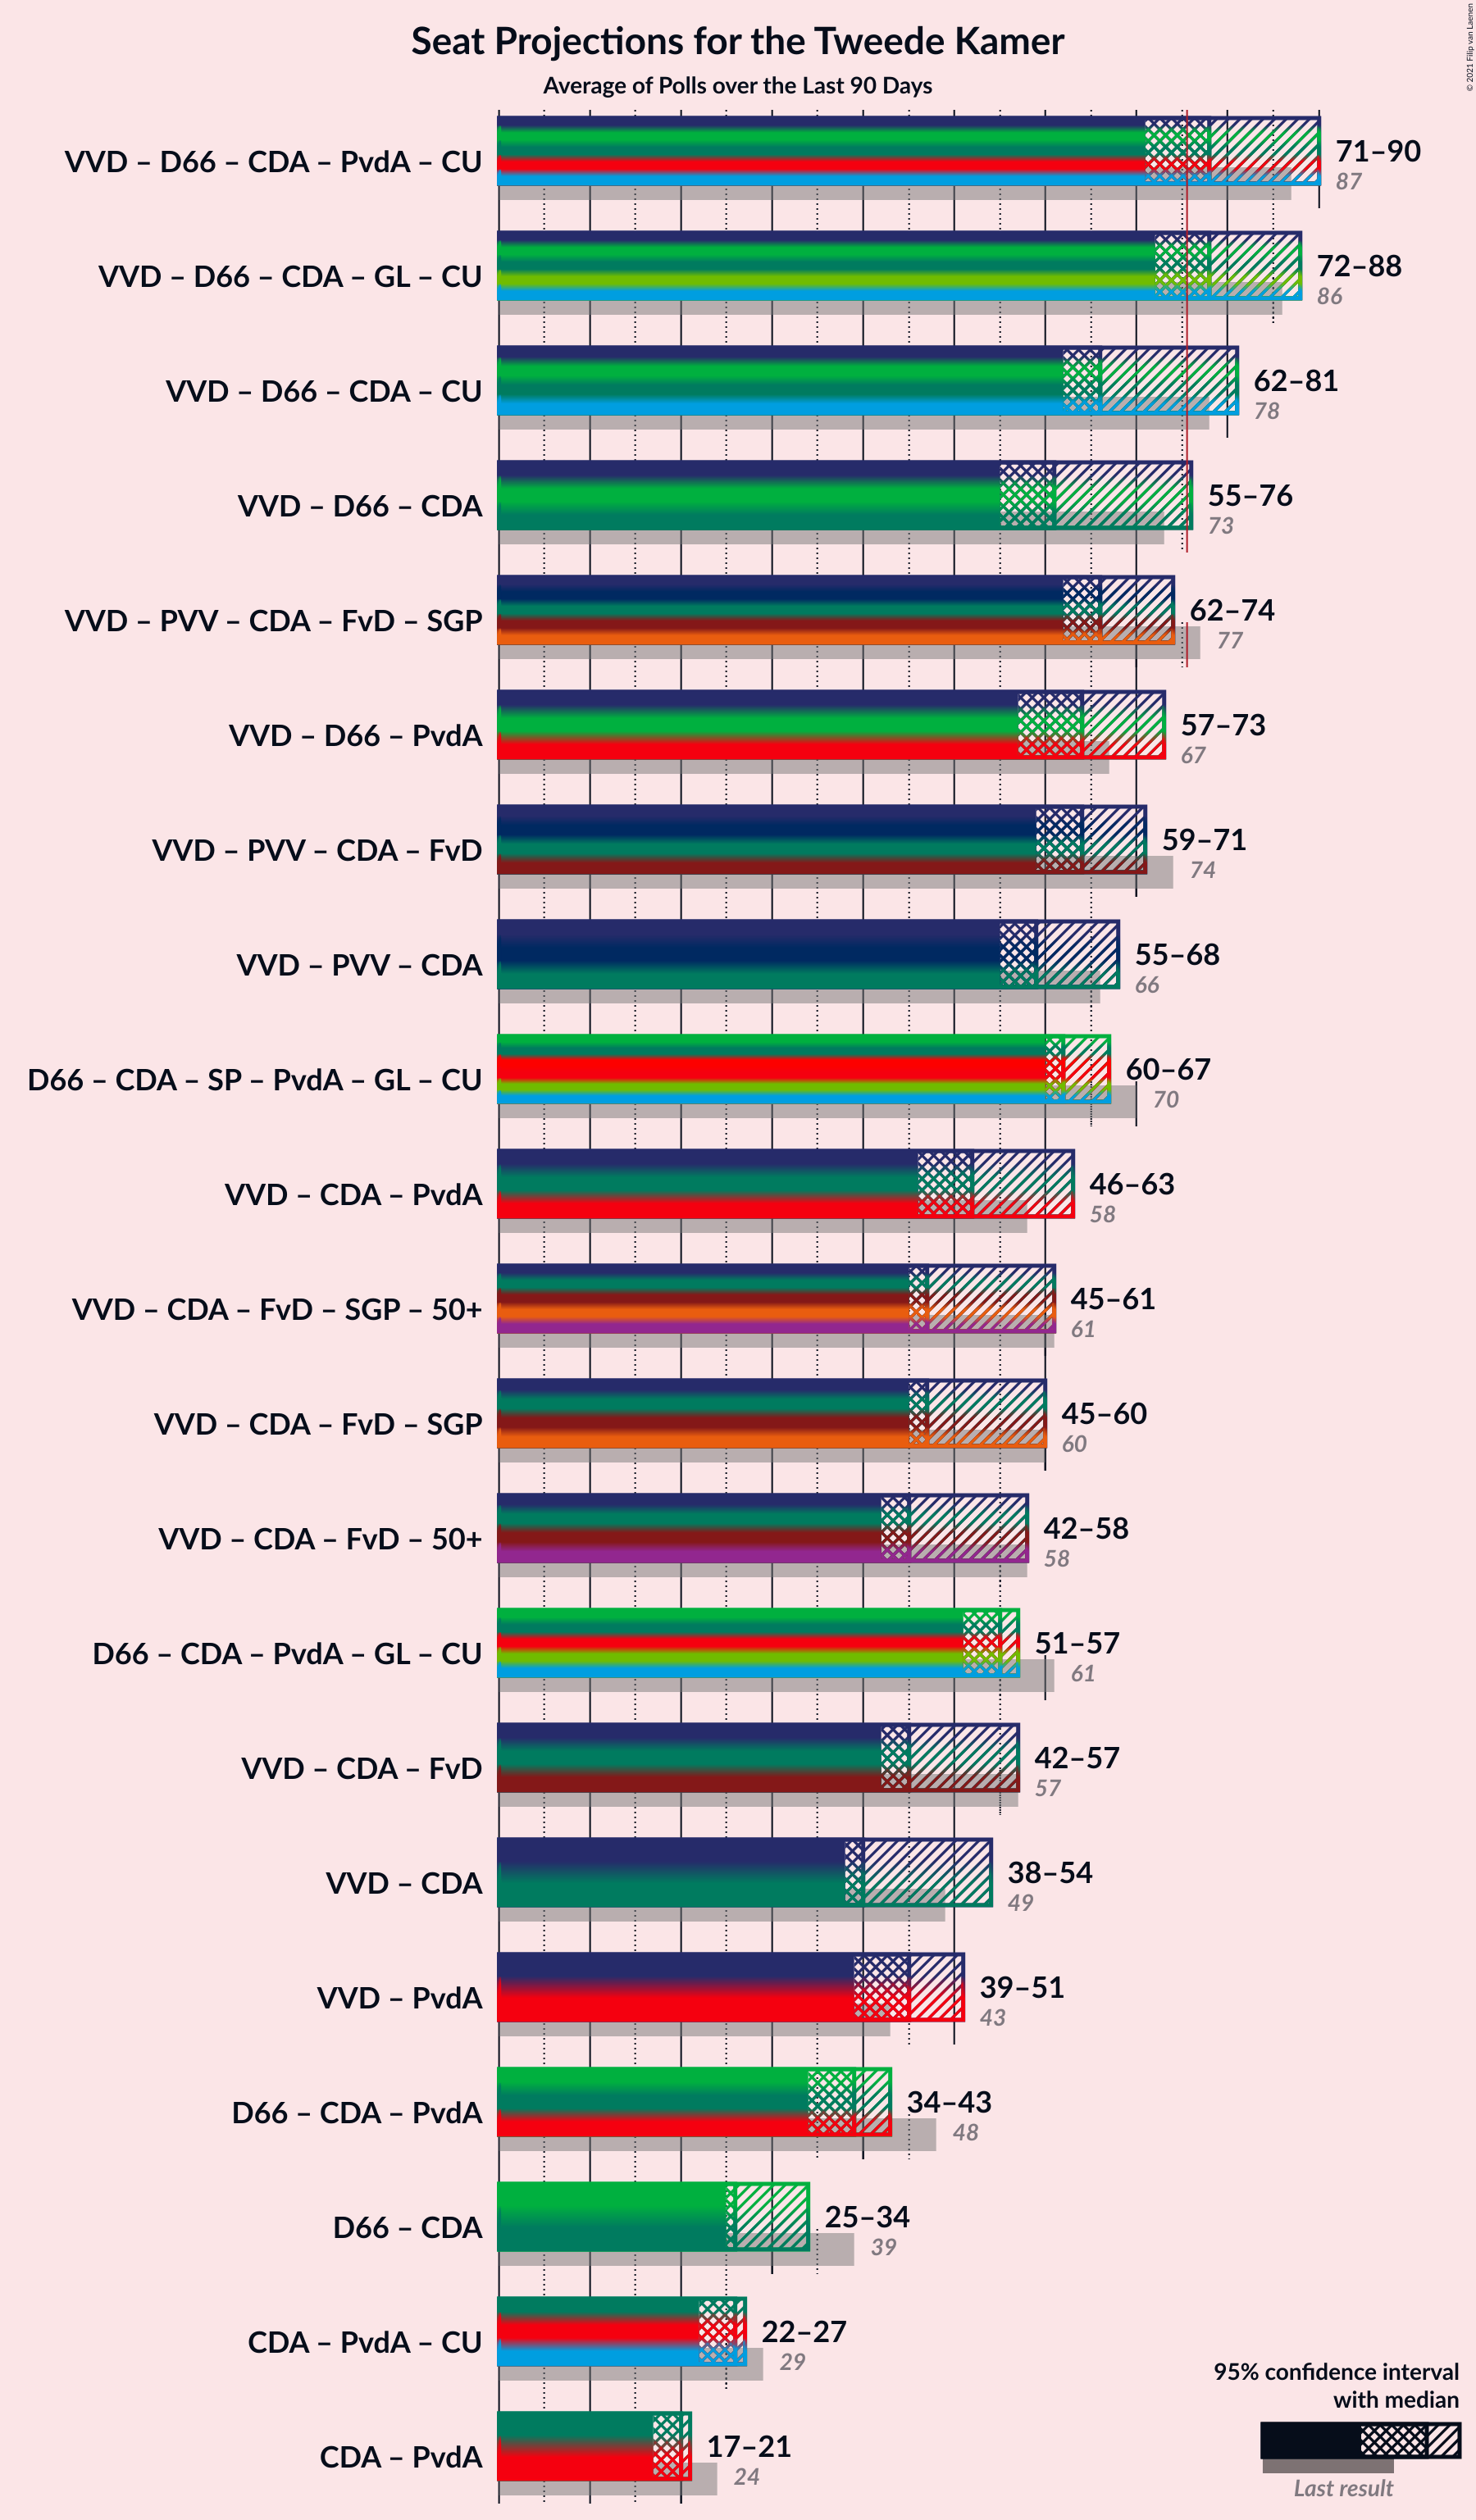 © 2021 Filip van Laenen
Seat Projections for the Tweede Kamer
Average of Polls over the Last 90 Days
VVD – D66 – CDA – PvdA – CU
71–90
87
VVD – D66 – CDA – GL – CU
72–88
86
VVD – D66 – CDA – CU
62–81
78
VVD – D66 – CDA
55–76
73
VVD – PVV – CDA – FvD – SGP
62–74
77
VVD – D66 – PvdA
57–73
67
VVD – PVV – CDA – FvD
59–71
74
VVD – PVV – CDA
55–68
66
D66 – CDA – SP – PvdA – GL – CU
60–67
70
VVD – CDA – PvdA
46–63
58
VVD – CDA – FvD – SGP – 50+
45–61
61
VVD – CDA – FvD – SGP
45–60
60
VVD – CDA – FvD – 50+
42–58
58
D66 – CDA – PvdA – GL – CU
51–57
61
VVD – CDA – FvD
42–57
57
VVD – CDA
38–54
49
VVD – PvdA
39–51
43
D66 – CDA – PvdA
34–43
48
D66 – CDA
25–34
39
CDA – PvdA – CU
22–27
29
CDA – PvdA
17–21
24
95% confidence interval
with median
Last result